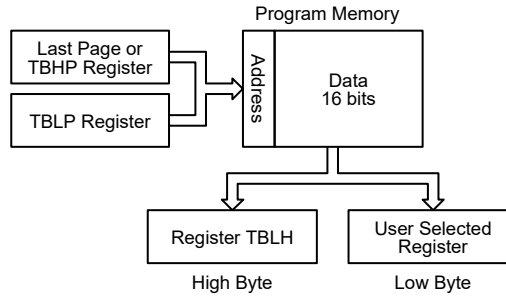 Program Memory
Last Page or
TBHP Register
TBLP Register
Address
Data
16 bits
Register TBLH
User Selected
Register
High Byte
Low Byte